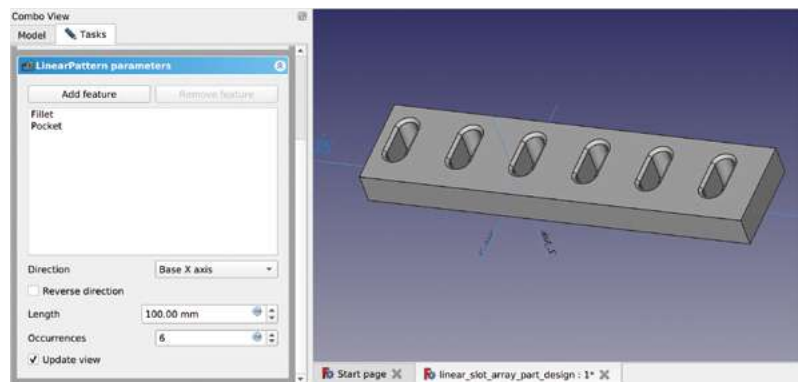 Combo View
Model
Tasks
LinearPattern parameters
Add feature
Remove feature
Fillet
Pocket
Direction
Base X axis
Reverse direction
Length
100.00 mm
Occurrences
6
Update view
Start page
linear_slot_array_part_design : 1*